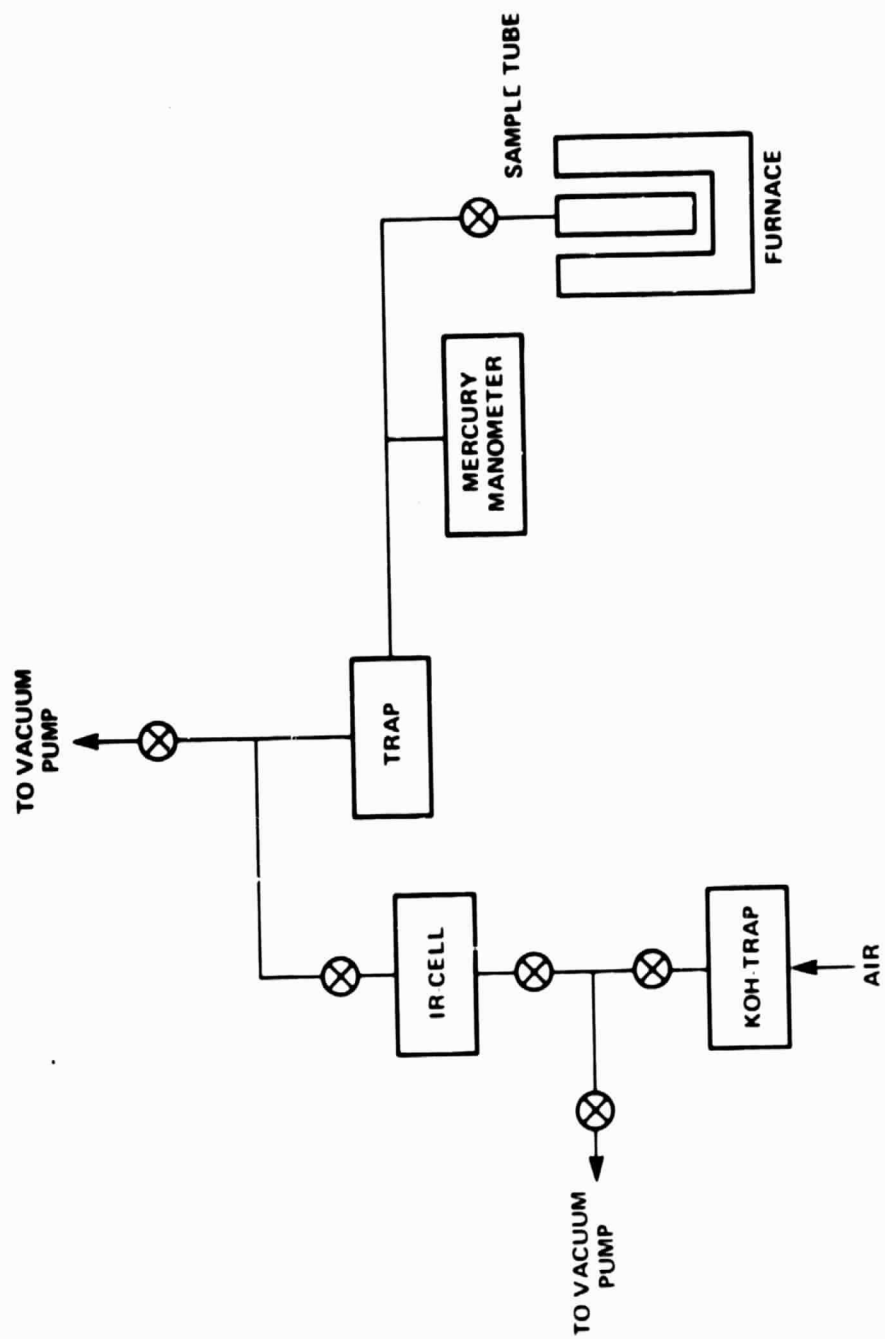 TO VACUUM
PUMP
TRAP
MERCURY
MANOMETER
SAMPLE TUBE
FURNACE
IR-CELL
KOH-TRAP
AIR
TO VACUUM
PUMP